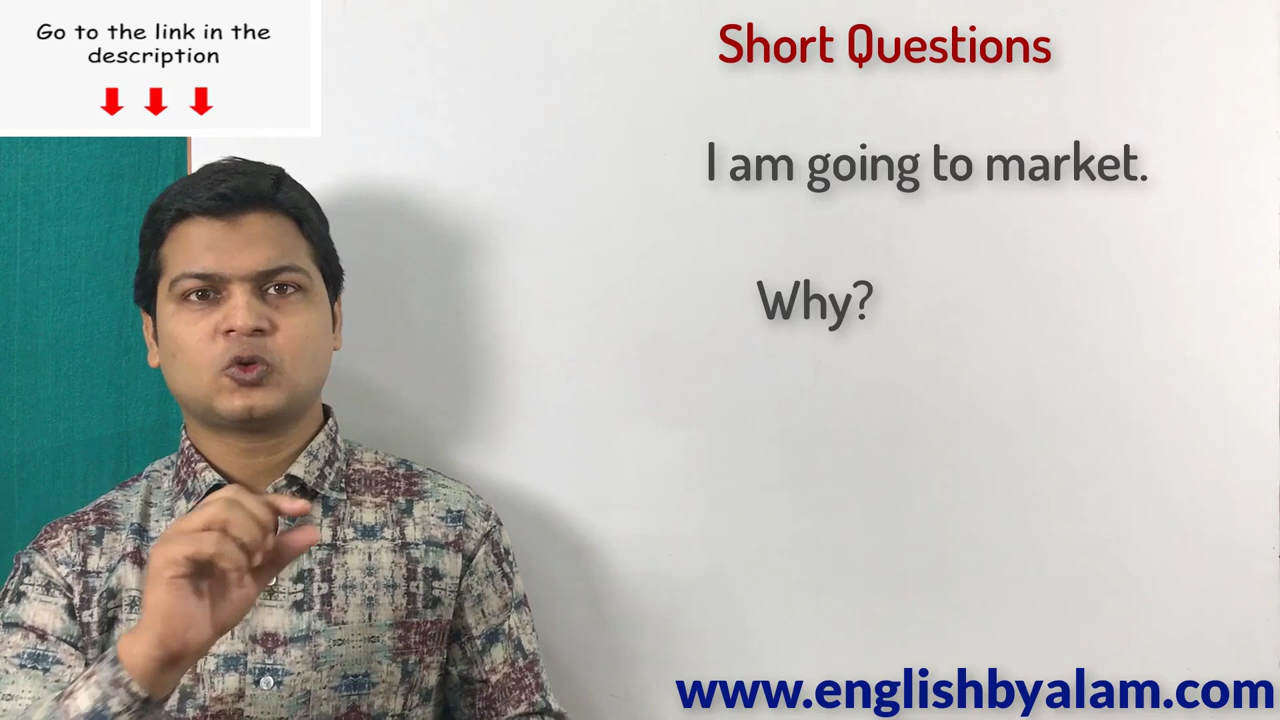 Go to the link in the
description
Short Questions
I am going to market.
Why?
www.englishbyalam.com